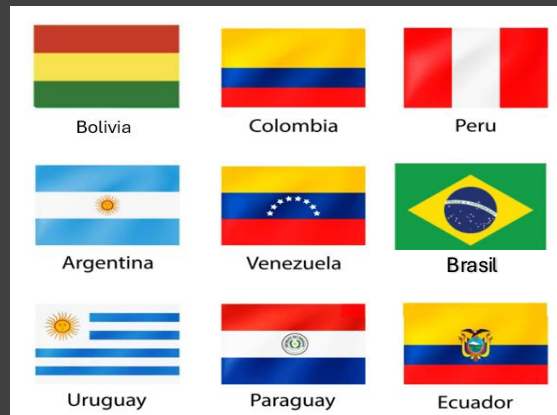 Bolivia
Colombia
Peru
Argentina
Venezuela
Brasil
Uruguay
Paraguay
Ecuador